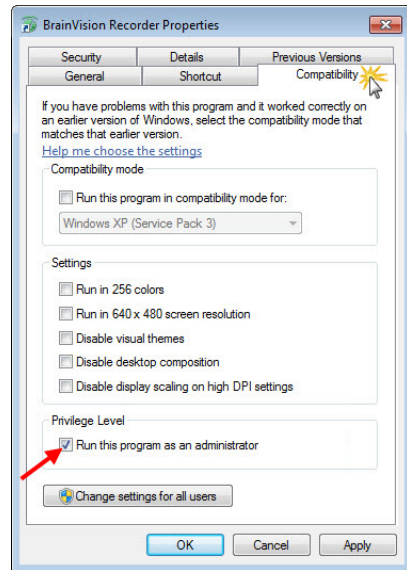 BrainVision Recorder Properties
Security Details Previous Versions
General Shortcut Compatibility
If you have problems with this program and it worked correctly on
an earlier version of Windows, select the compatibility mode that
matches that earlier version.
Help me choose the settings
Compatibility mode
Run this program in compatibility mode for:
Windows XP (Service Pack 3)
Settings
Run in 256 colors
Run in 640 x 480 screen resolution
Disable visual themes
Disable desktop composition
Disable display scaling on high DPI settings
Privilege Level
Run this program as an administrator
Change settings for all users
OK Cancel Apply